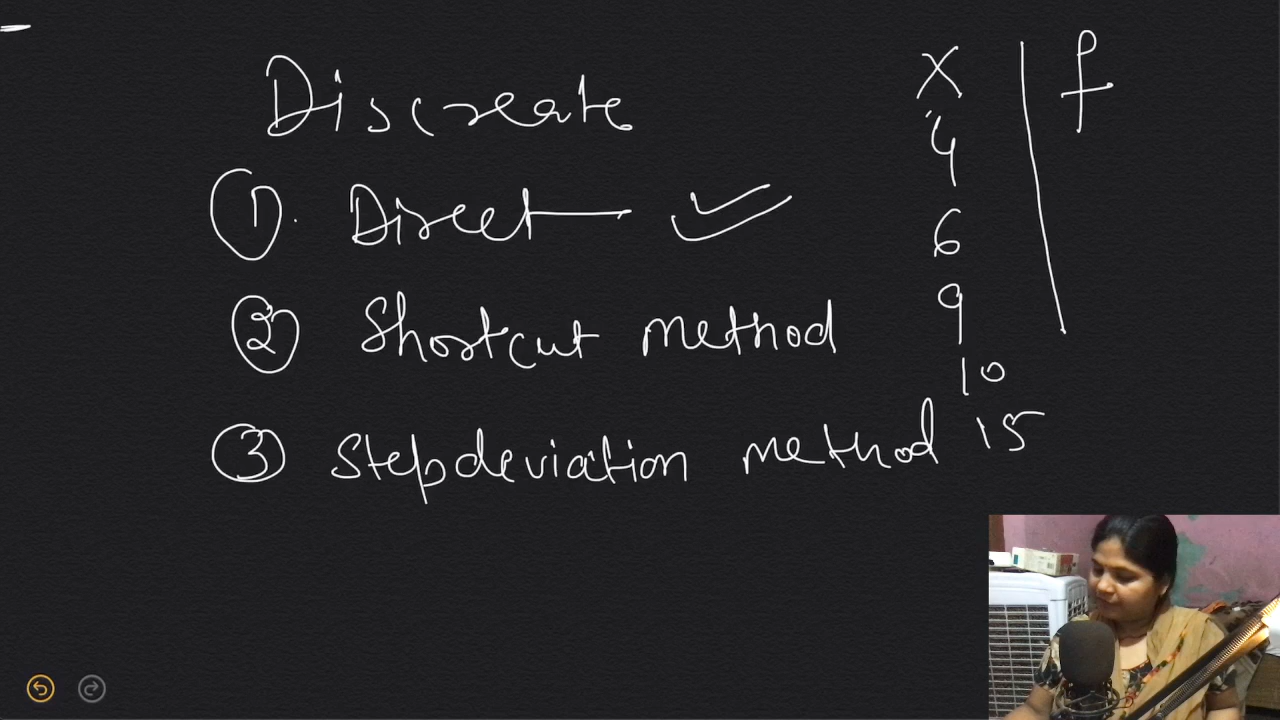 Discreate
① Direct
② Shortcut method
③ Stepdeviation method
X | f
4
6
9
10
15